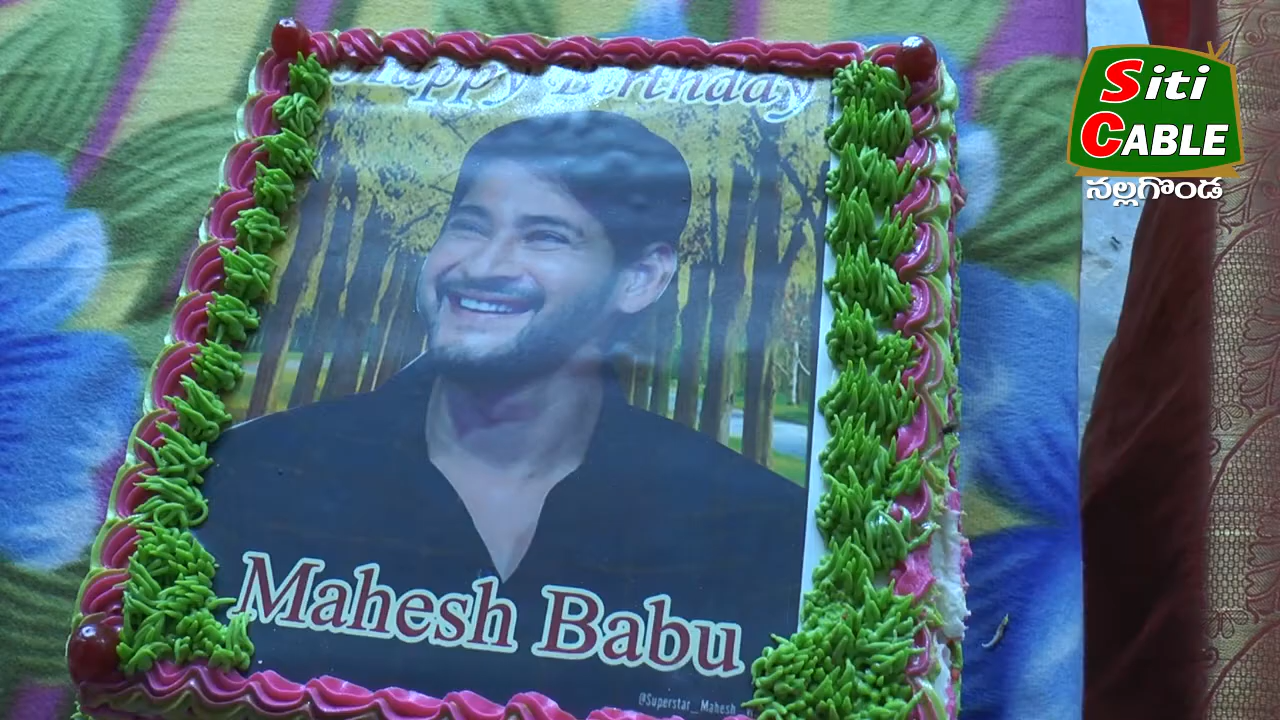 Happy Birthday
Siti
CABLE
నల్లగొండ
Mahesh Babu
@Superstar_Mahesh